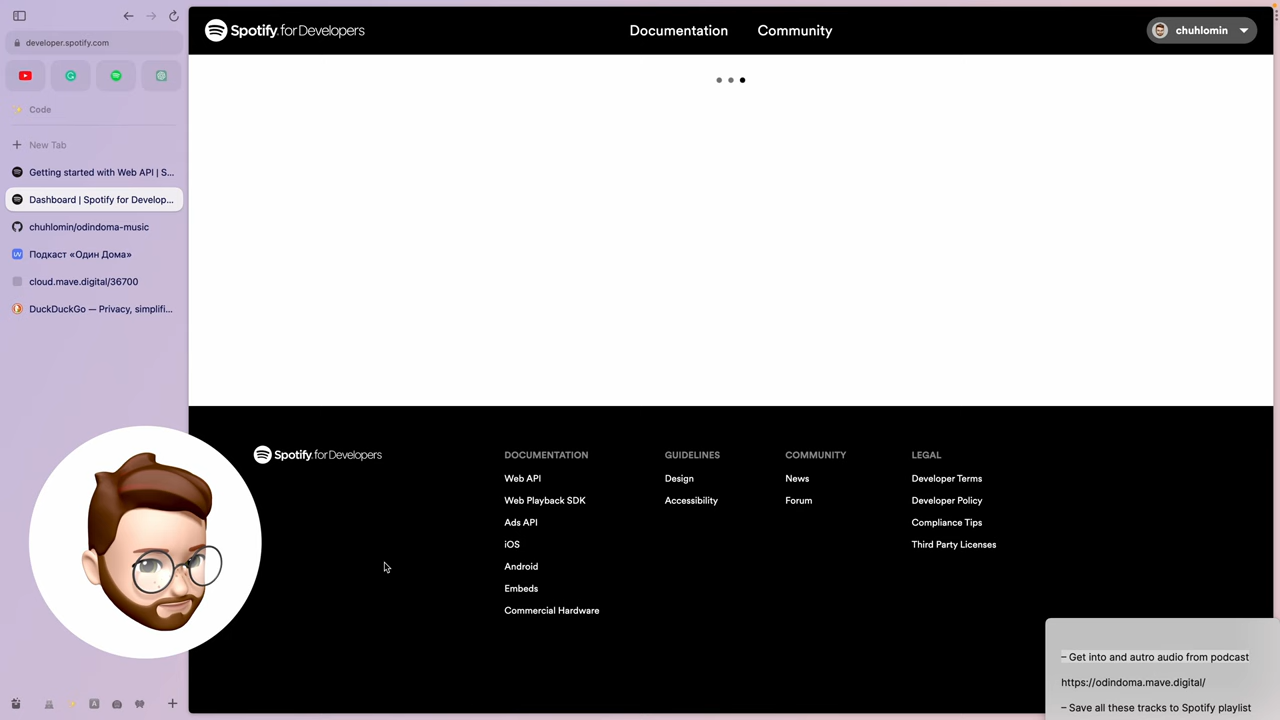 Spotify for Developers
Documentation
Community
chuhlomin
developer.spotify.com
Code
New Tab
Getting started with Web API | S...
Dashboard | Spotify for Develop...
chuhlomin/odindoma-music
Подкаст «Один Дома»
cloud.mave.digital/36700
DuckDuckGo — Privacy, simplifi...
Spotify for Developers
DOCUMENTATION
Web API
Web Playback SDK
Ads API
iOS
Android
Embeds
Commercial Hardware
GUIDELINES
Design
Accessibility
COMMUNITY
News
Forum
LEGAL
Developer Terms
Developer Policy
Compliance Tips
Third Party Licenses
– Get into and autro audio from podcast
https://odindoma.mave.digital/
– Save all these tracks to Spotify playlist